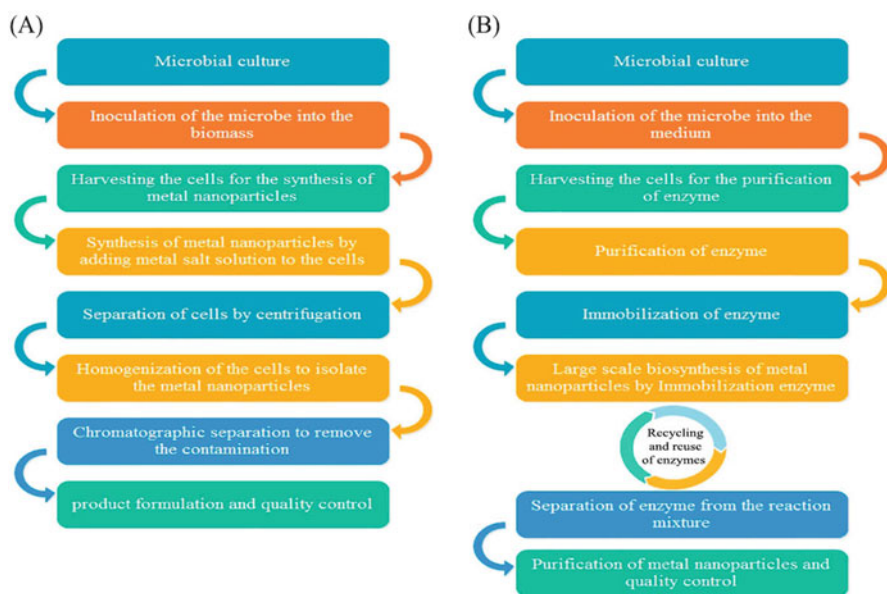 (A)
Microbial culture
Inoculation of the microbe into the
biomass
Harvesting the cells for the synthesis of
metal nanoparticles
Synthesis of metal nanoparticles by
adding metal salt solution to the cells
Separation of cells by centrifugation
Homogenization of the cells to isolate
the metal nanoparticles
Chromatographic separation to remove
the contamination
product formulation and quality control
(B)
Microbial culture
Inoculation of the microbe into the
medium
Harvesting the cells for the purification
of enzyme
Purification of enzyme
Immobilization of enzyme
Large scale biosynthesis of metal
nanoparticles by Immobilization enzyme
Recycling
and reuse
of enzymes
Separation of enzyme from the reaction
mixture
Purification of metal nanoparticles and
quality control